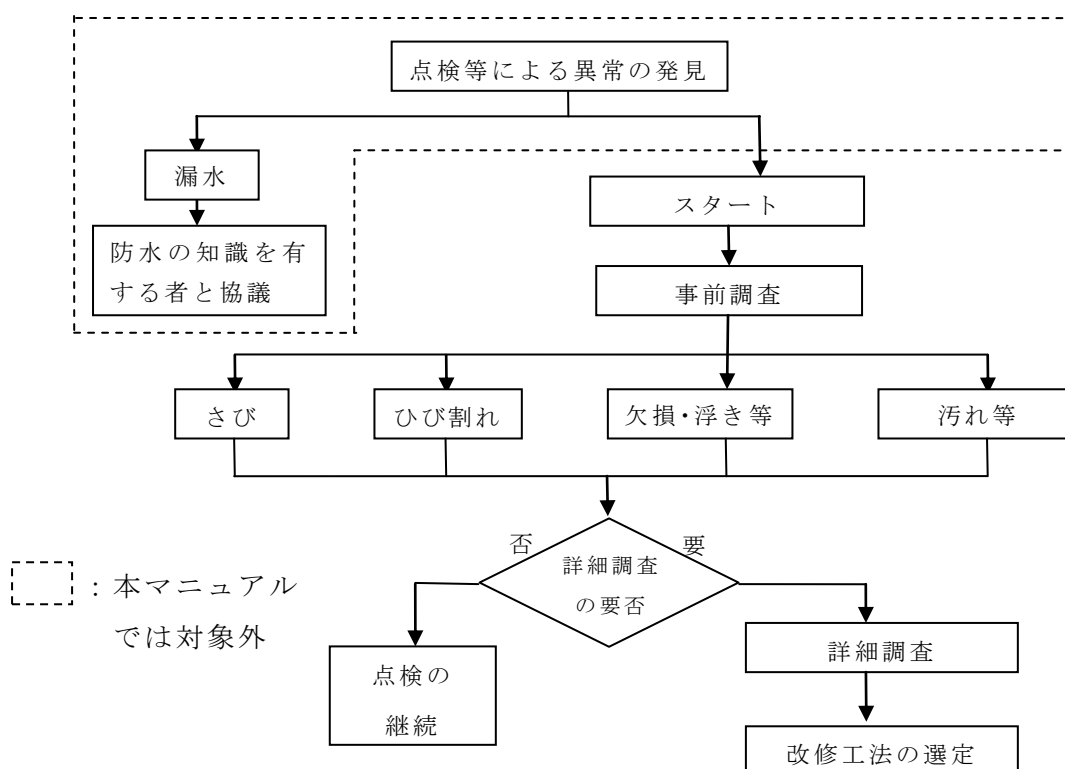 点検等による異常の発見
漏水
スタート
防水の知識を有
する者と協議
事前調査
さび
ひび割れ
欠損・浮き等
汚れ等
否
要
詳細調査
の要否
：本マニュアル
では対象外
点検の
継続
詳細調査
改修工法の選定